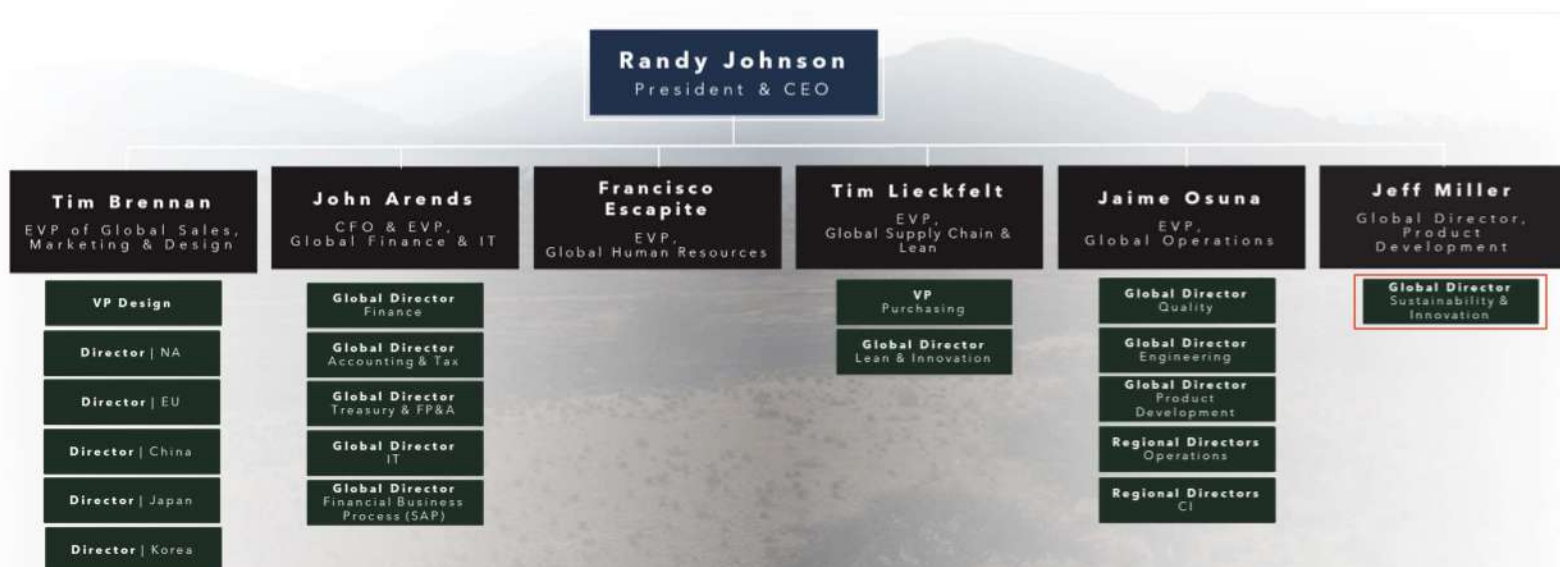 Randy Johnson
President & CEO
Tim Brennan
EVP of Global Sales,
Marketing & Design
VP Design
Director | NA
Director | EU
Director | China
Director | Japan
Director | Korea
John Arends
CFO & EVP,
Global Finance & IT
Global Director
Finance
Global Director
Accounting & Tax
Global Director
Treasury & FP&A
Global Director
IT
Global Director
Financial Business
Process (SAP)
Francisco
Escapite
EVP,
Global Human Resources
Tim Lieckfelt
EVP,
Global Supply Chain &
Lean
VP
Purchasing
Global Director
Lean & Innovation
Jaime Osuna
EVP,
Global Operations
Global Director
Quality
Global Director
Engineering
Global Director
Product
Development
Regional Directors
Operations
Regional Directors
CI
Jeff Miller
Global Director,
Product
Development
Global Director
Sustainability &
Innovation